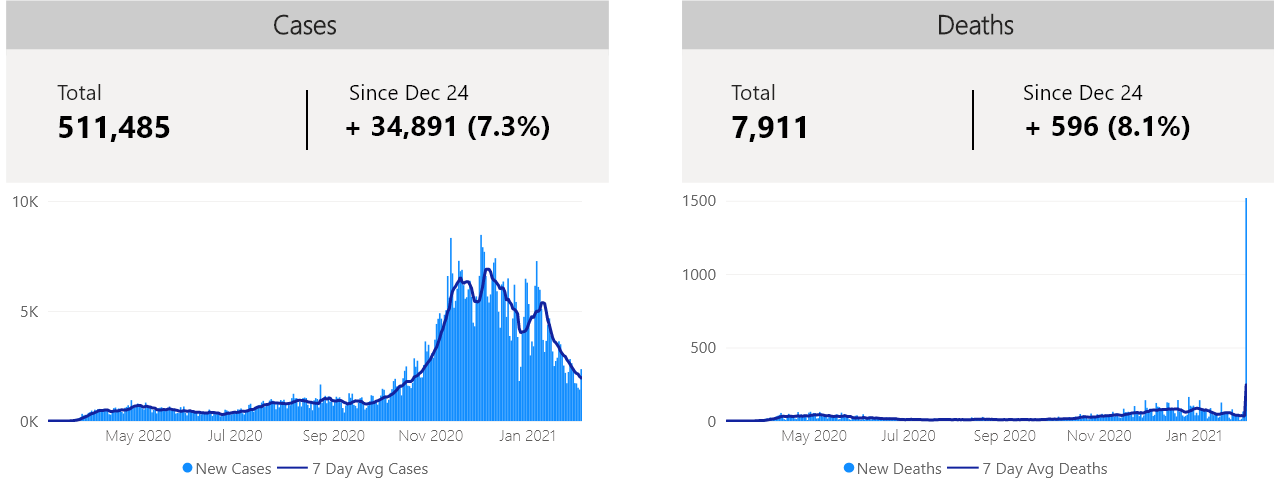 Cases
Total
511,485
Since Dec 24
+ 34,891 (7.3%)
10K
5K
0K
May 2020 Jul 2020 Sep 2020 Nov 2020 Jan 2021
New Cases 7 Day Avg Cases
Deaths
Total
7,911
Since Dec 24
+ 596 (8.1%)
1500
1000
500
0
May 2020 Jul 2020 Sep 2020 Nov 2020 Jan 2021
New Deaths 7 Day Avg Deaths